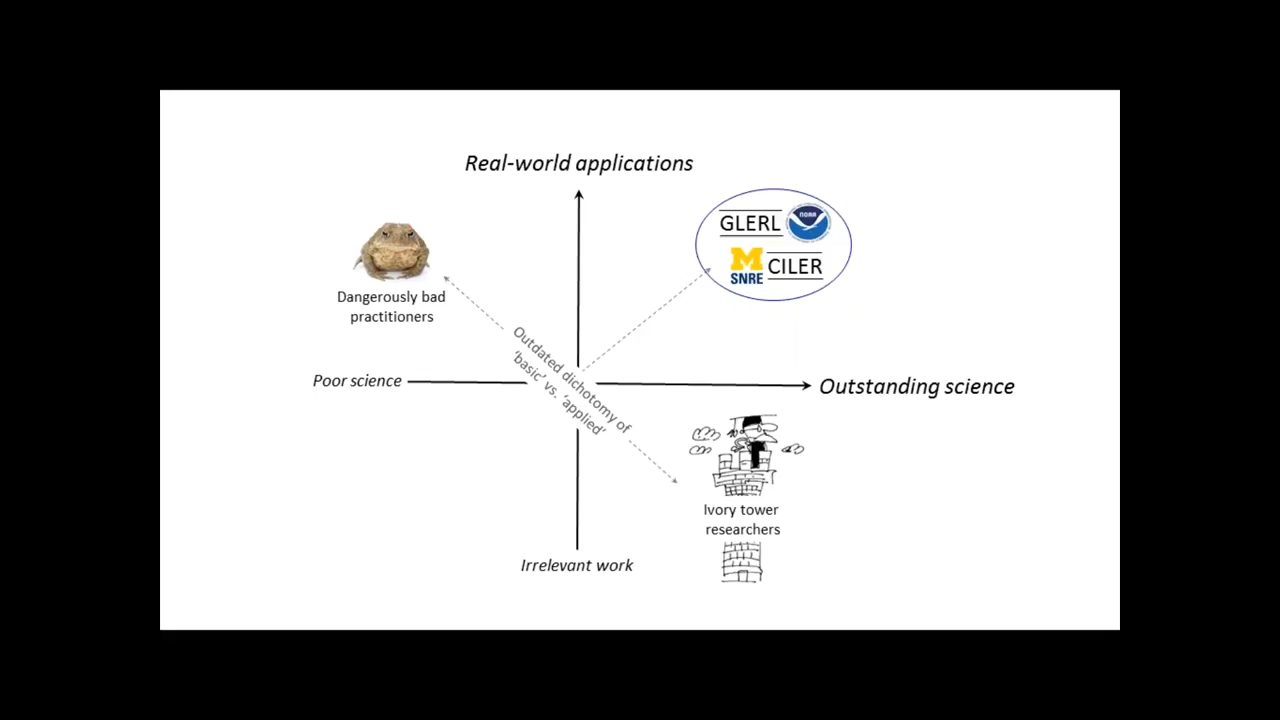 Real-world applications
GLERL
NOAA
M
SNRE
CILER
Dangerously bad
practitioners
Outdated dichotomy of
‘basic’ vs. ‘applied’
Poor science
Outstanding science
Ivory tower
researchers
Irrelevant work